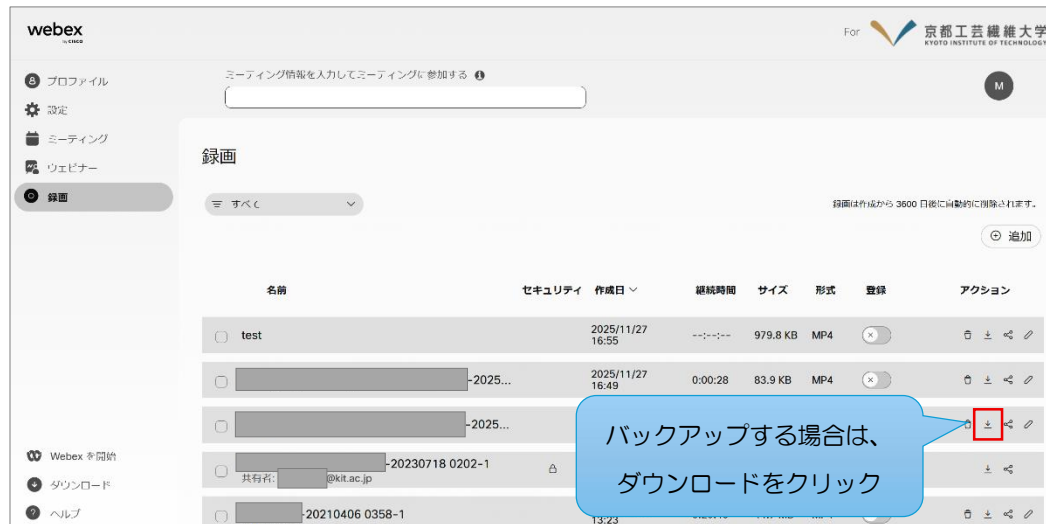 webex
by CISCO
For
京都工芸繊維大学
KYOTO INSTITUTE OF TECHNOLOGY
プロファイル
設定
ミーティング
ウェビナー
録画
Webex を開始
ダウンロード
ヘルプ
ミーティング情報を入力してミーティングに参加する
M
録画
すべて
録画は作成から 3600 日後に自動的に削除されます。
追加
名前 セキュリティ 作成日 継続時間 サイズ 形式 登録 アクション
test 2025/11/27 16:55 --:--:-- 979.8 KB MP4
-2025... 2025/11/27 16:49 0:00:28 83.9 KB MP4
-2025...
-20230718 0202-1
共有者: @kit.ac.jp
-20210406 0358-1
13:23
バックアップする場合は、
ダウンロードをクリック